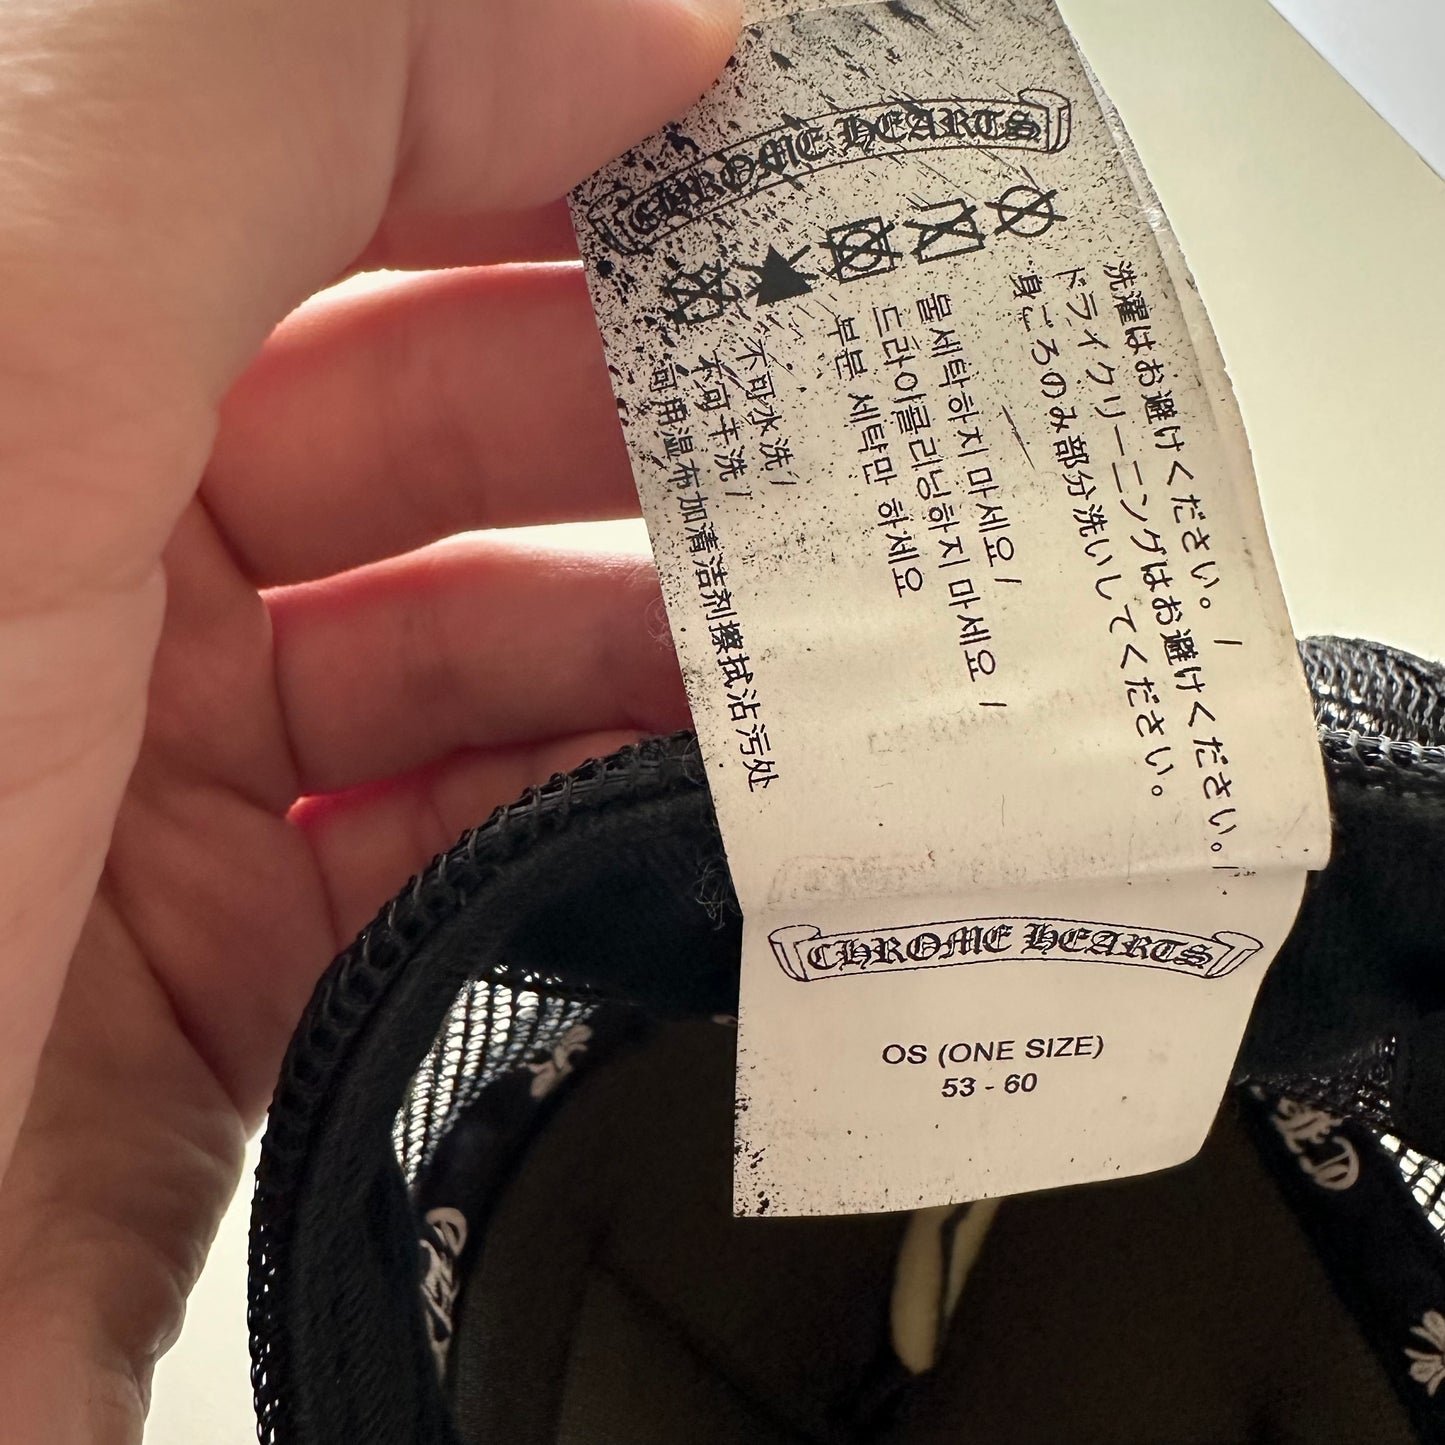 CHROME HEARTS
洗濯はお避けください。/
ドライクリーニングはお避けください。/
身ごろのみ部分洗いしてください。
물세탁하지 마세요/
드라이클리닝하지 마세요 /
부분 세탁만 하세요
不可水洗/
不可干洗/
可用湿布加清洁剂擦拭沾污处
CHROME HEARTS
OS (ONE SIZE)
53 - 60